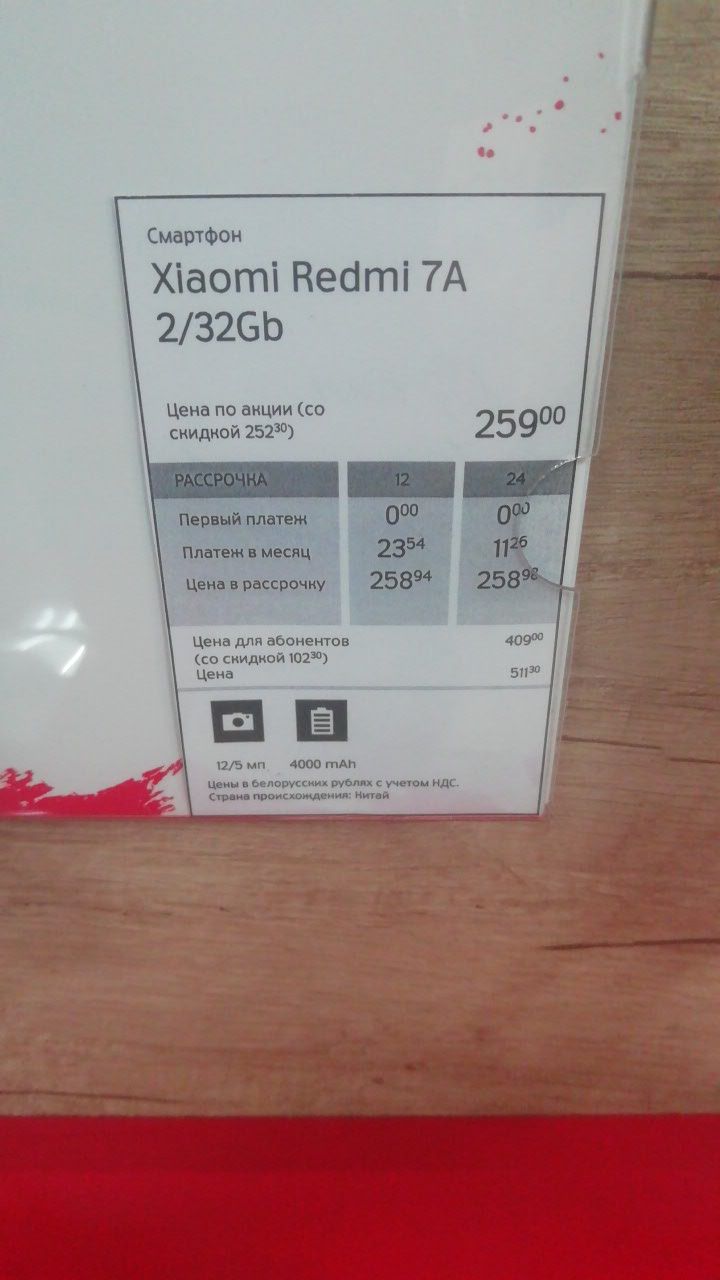 Смартфон
Xiaomi Redmi 7A
2/32Gb
Цена по акции (со
скидкой 252³⁰) 259⁰⁰
РАССРОЧКА 12 24
Первый платеж 0⁰⁰ 0⁰⁰
Платеж в месяц 23⁵⁴ 11²⁶
Цена в рассрочку 258⁹⁴ 258⁹⁸
Цена для абонентов 409⁰⁰
(со скидкой 102³⁰)
Цена 511³⁰
12/5 мп 4000 mAh
Цены в белорусских рублях с учетом НДС.
Страна происхождения: Китай